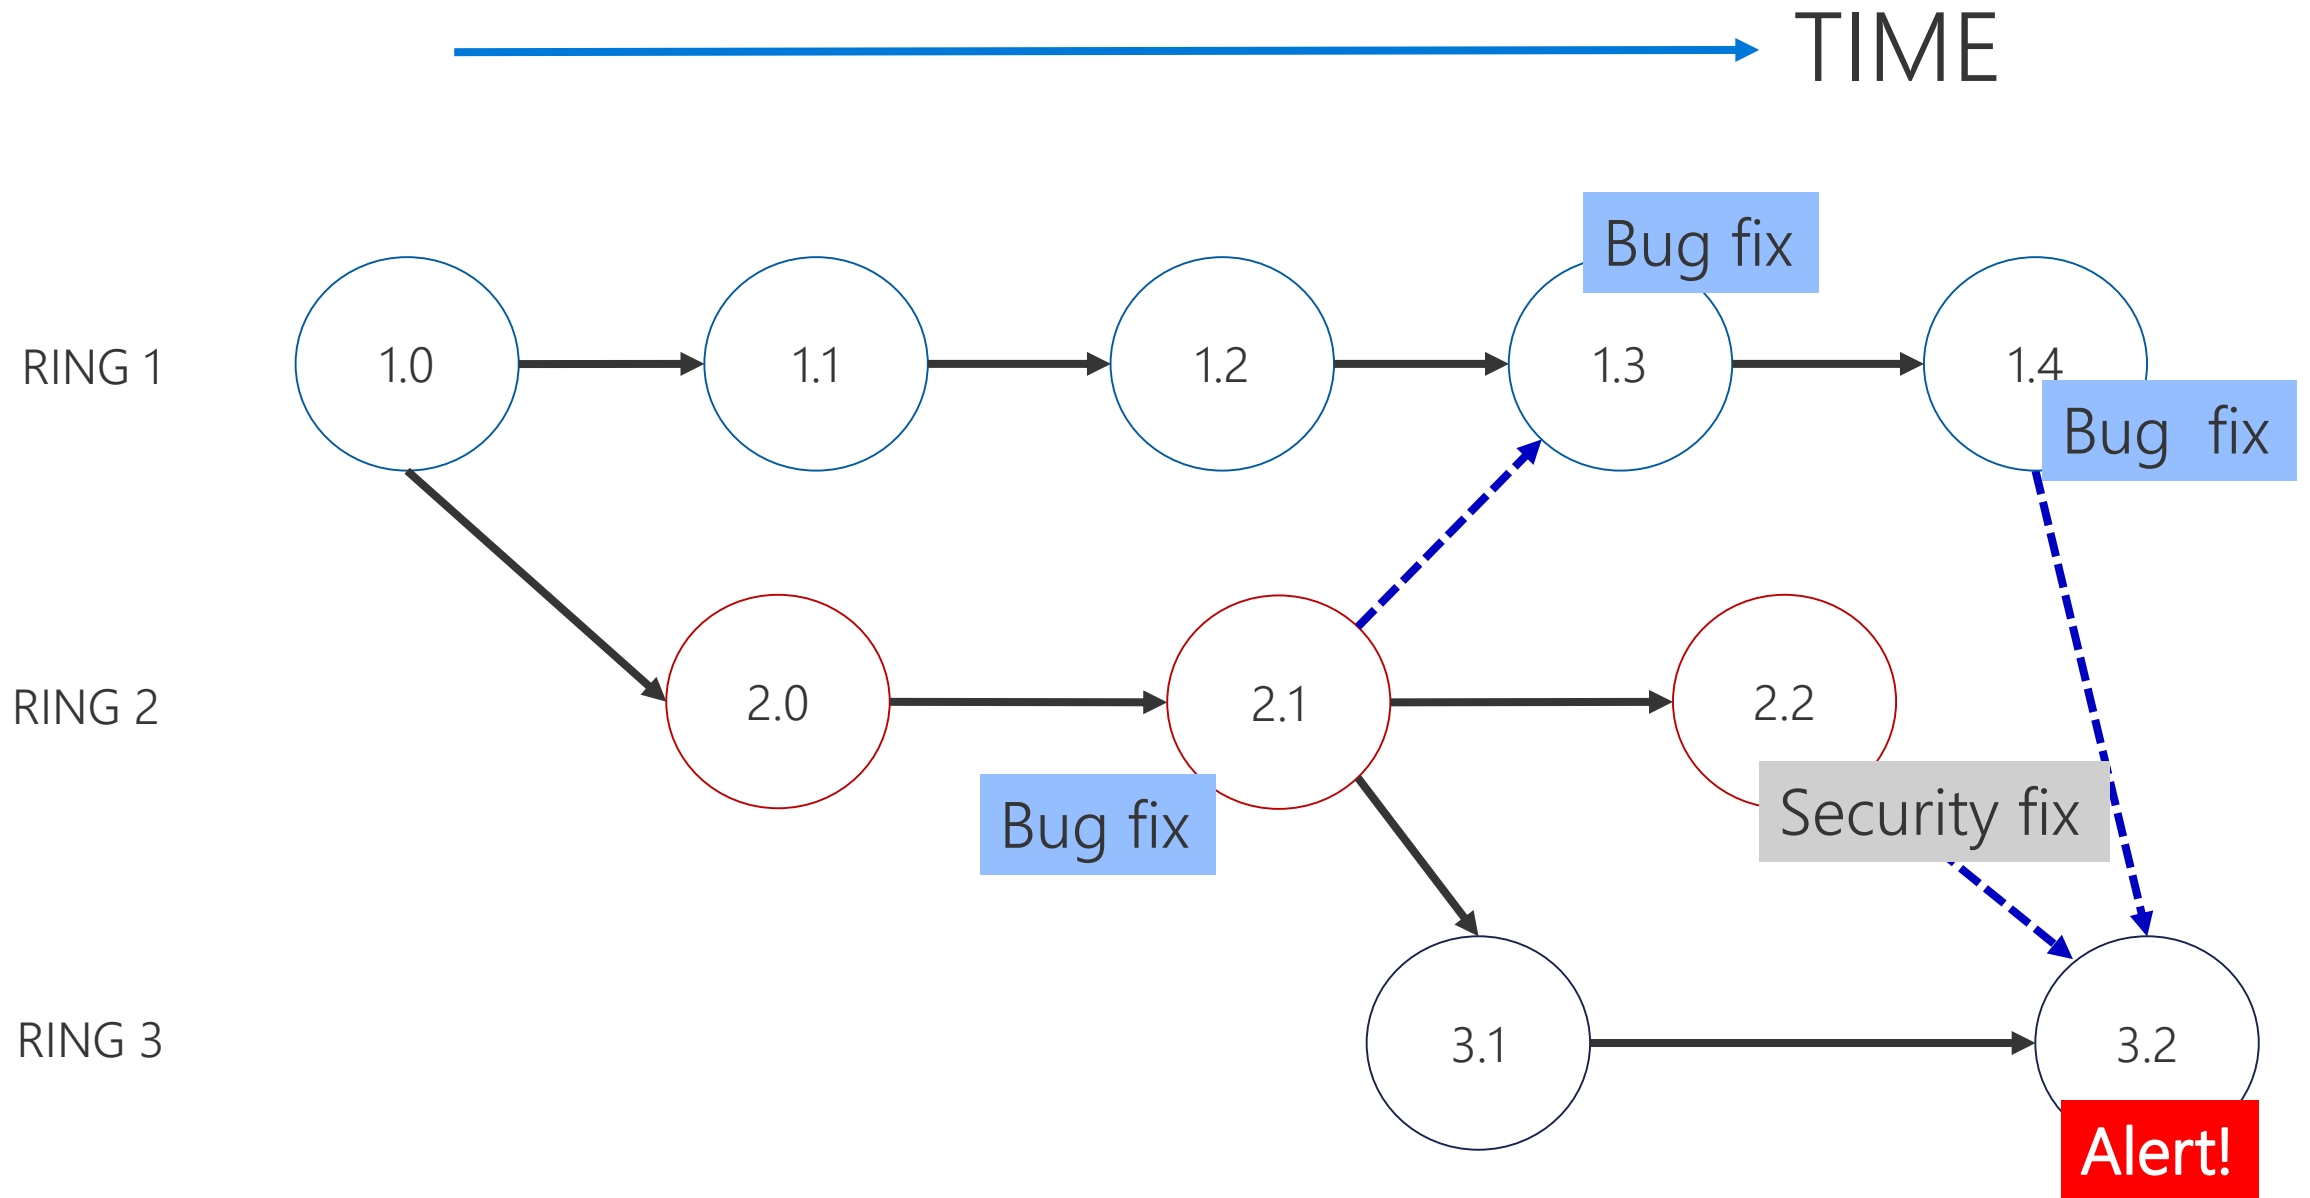 TIME
Bug fix
RING 1
1.0
1.1
1.2
1.3
1.4
Bug  fix
RING 2
2.0
2.1
2.2
Bug fix
Security fix
RING 3
3.1
3.2
Alert!